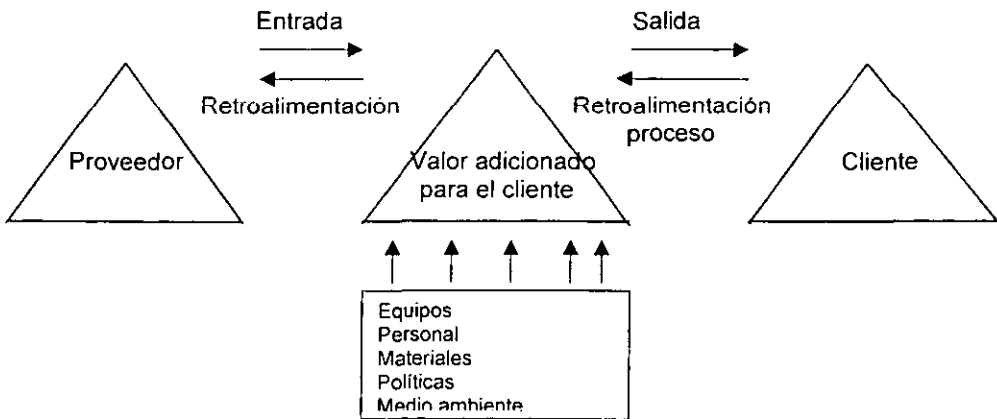 Entrada
Salida
Retroalimentación
Retroalimentación
proceso
Proveedor
Valor adicionado
para el cliente
Cliente
Equipos
Personal
Materiales
Políticas
Medio ambiente